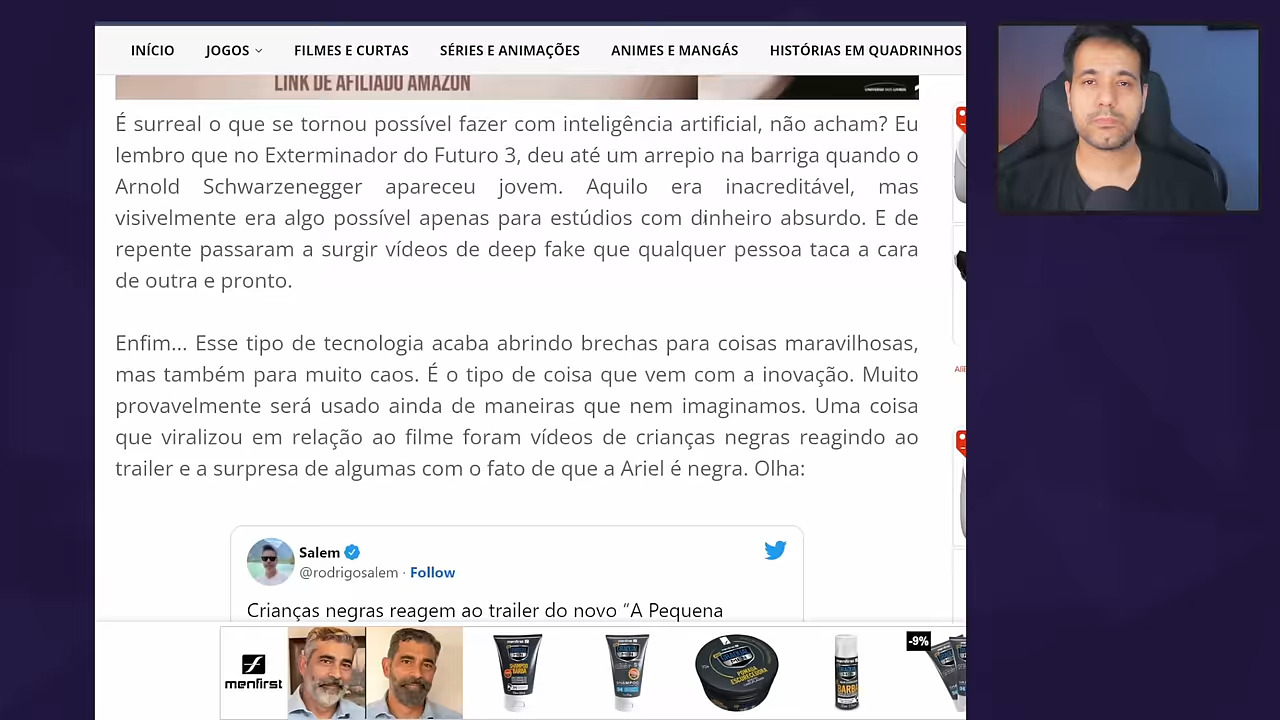 INÍCIO JOGOS FILMES E CURTAS SÉRIES E ANIMAÇÕES ANIMES E MANGÁS HISTÓRIAS EM QUADRINHOS
LINK DE AFILIADO AMAZON
É surreal o que se tornou possível fazer com inteligência artificial, não acham? Eu
lembro que no Exterminador do Futuro 3, deu até um arrepio na barriga quando o
Arnold Schwarzenegger apareceu jovem. Aquilo era inacreditável, mas
visivelmente era algo possível apenas para estúdios com dinheiro absurdo. E de
repente passaram a surgir vídeos de deep fake que qualquer pessoa taca a cara
de outra e pronto.
Enfim... Esse tipo de tecnologia acaba abrindo brechas para coisas maravilhosas,
mas também para muito caos. É o tipo de coisa que vem com a inovação. Muito
provavelmente será usado ainda de maneiras que nem imaginamos. Uma coisa
que viralizou em relação ao filme foram vídeos de crianças negras reagindo ao
trailer e a surpresa de algumas com o fato de que a Ariel é negra. Olha:
Salem
@rodrigosalem · Follow
Crianças negras reagem ao trailer do novo “A Pequena
menfirst
-9%